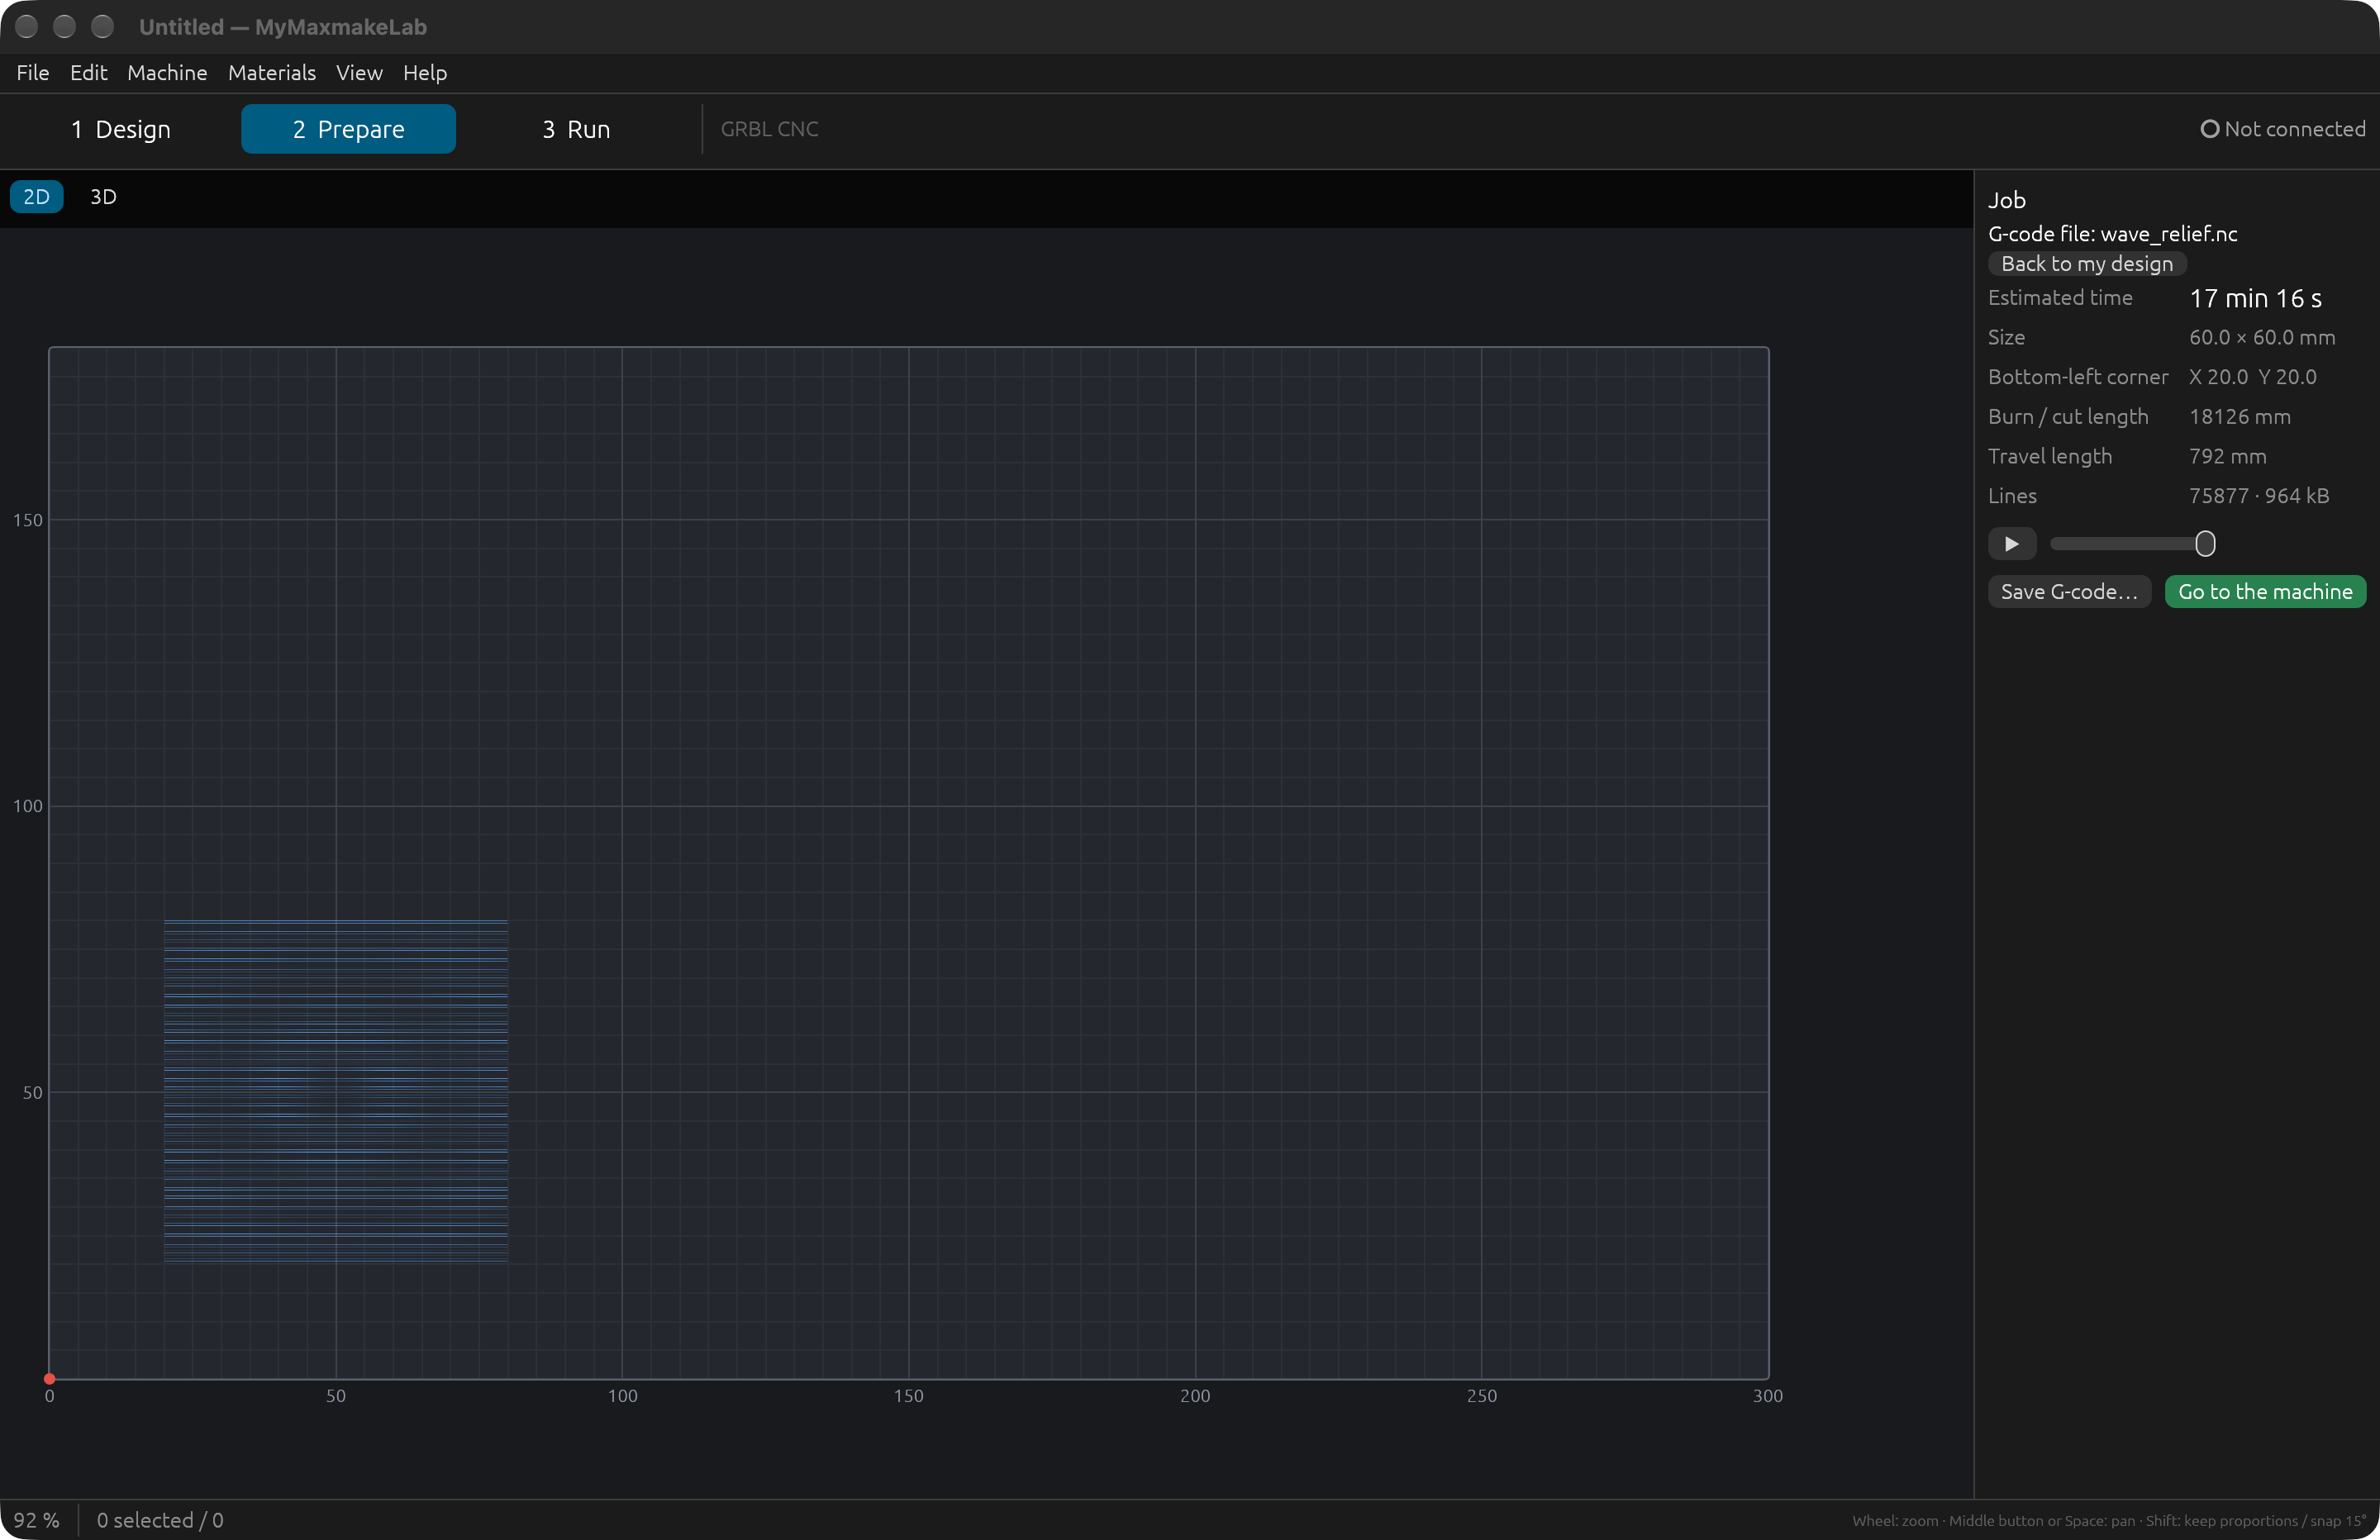 Untitled — MyMaxmakeLab
File Edit Machine Materials View Help
1 Design 2 Prepare 3 Run GRBL CNC Not connected
2D 3D
Job
G-code file: wave_relief.nc
Back to my design
Estimated time 17 min 16 s
Size 60.0 × 60.0 mm
Bottom-left corner X 20.0 Y 20.0
Burn / cut length 18126 mm
Travel length 792 mm
Lines 75877 · 964 kB
Save G-code… Go to the machine
150
100
50
0 50 100 150 200 250 300
92 % 0 selected / 0 Wheel: zoom · Middle button or Space: pan · Shift: keep proportions / snap 15°